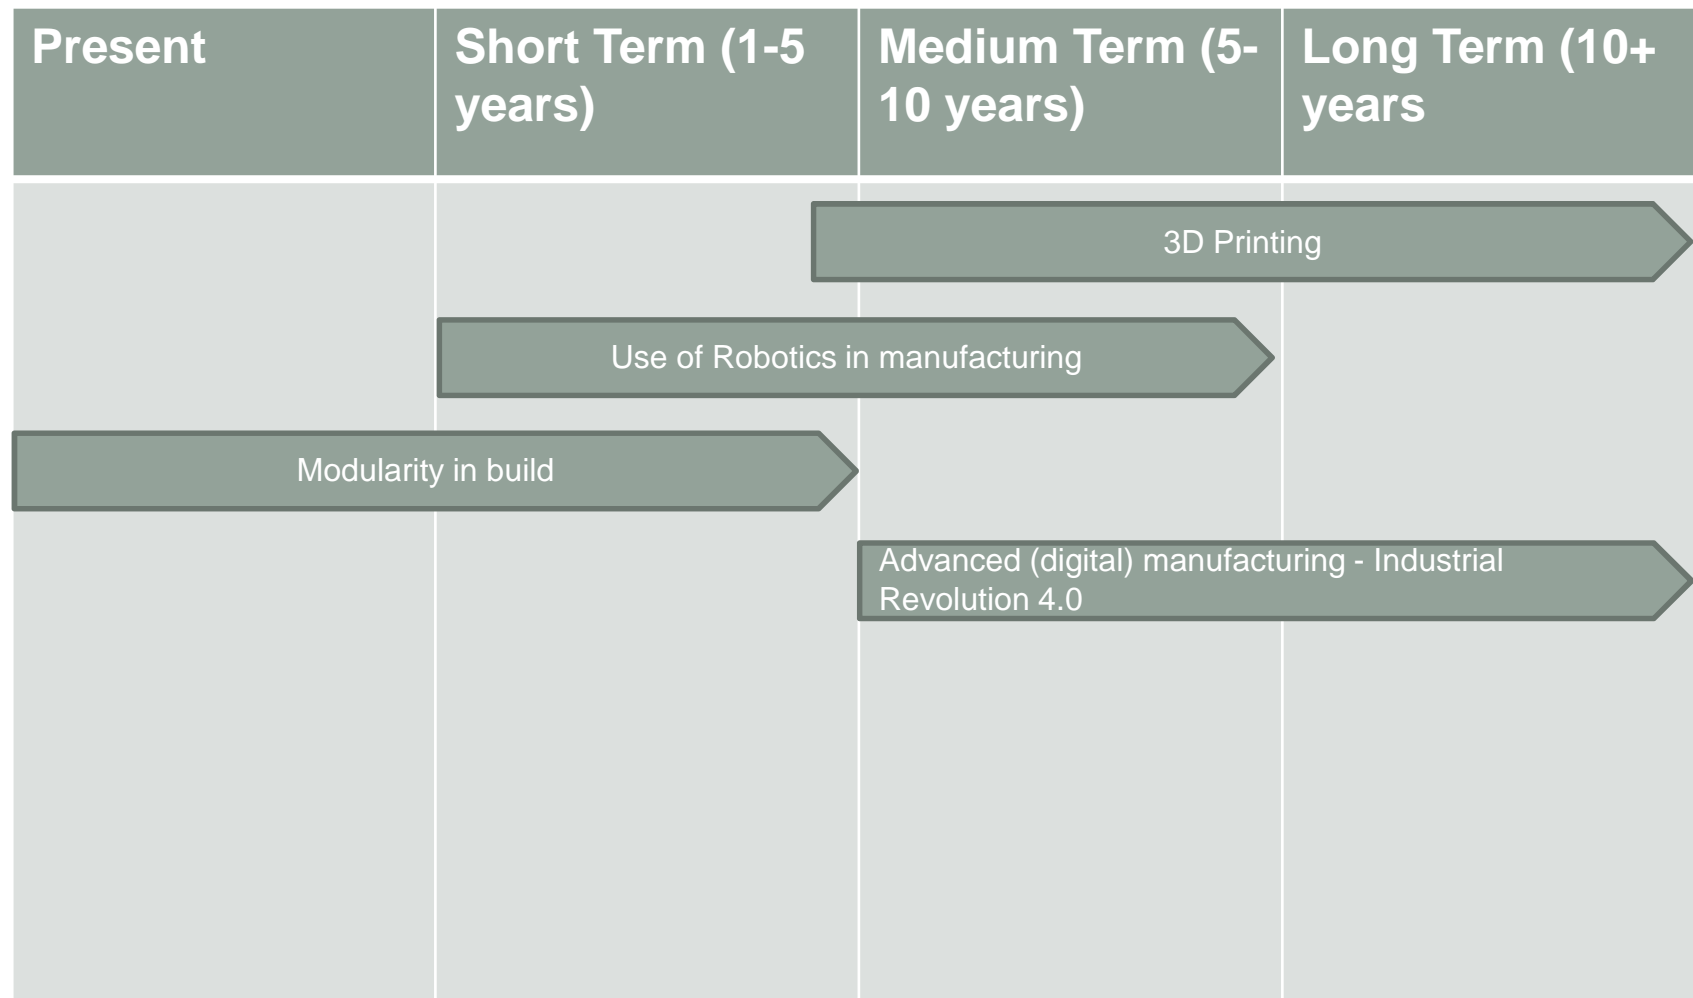 Present
Short Term (1-5
years)
Medium Term (5-
10 years)
Long Term (10+
years
3D Printing
Use of Robotics in manufacturing
Modularity in build
Advanced (digital) manufacturing - Industrial
Revolution 4.0